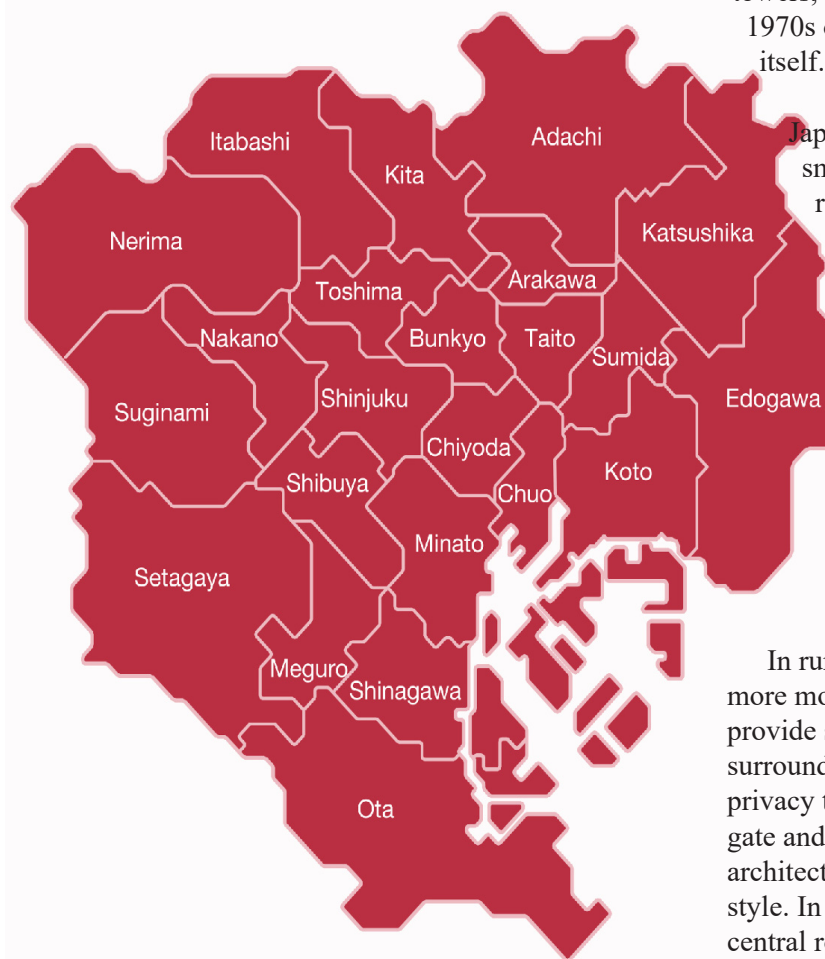 towers,
1970s
itself.
Jap
Itabashi
Adachi
Kita
Nerima
Katsushika
Arakawa
Toshima
Nakano
Bunkyo
Taito
Sumida
Suginami
Shinjuku
Edogawa
Chiyoda
Koto
Shibuya
Chuo
Minato
Setagaya
Meguro
Shinagawa
Ota
In
more mo
provide
surround
privacy t
gate and
architect
style. In
central